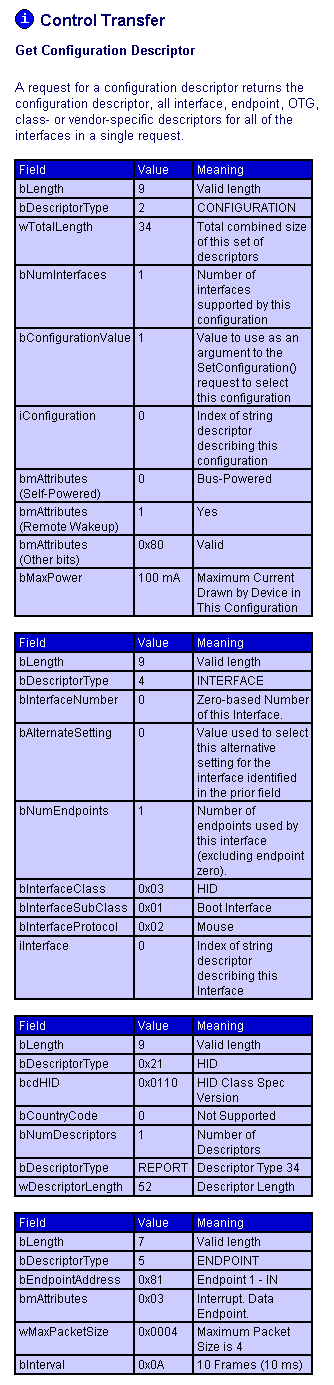 Control Transfer
Get Configuration Descriptor
A request for a configuration descriptor returns the
configuration descriptor, all interface, endpoint, OTG,
class- or vendor-specific descriptors for all of the
interfaces in a single request.
Field Value Meaning
bLength 9 Valid length
bDescriptorType 2 CONFIGURATION
wTotalLength 34 Total combined size
of this set of
descriptors
bNumInterfaces 1 Number of
interfaces
supported by this
configuration
bConfigurationValue 1 Value to use as an
argument to the
SetConfiguration()
request to select
this configuration
iConfiguration 0 Index of string
descriptor
describing this
configuration
bmAttributes 0 Bus-Powered
(Self-Powered)
bmAttributes 1 Yes
(Remote Wakeup)
bmAttributes 0x80 Valid
(Other bits)
bMaxPower 100 mA Maximum Current
Drawn by Device in
This Configuration
Field Value Meaning
bLength 9 Valid length
bDescriptorType 4 INTERFACE
bInterfaceNumber 0 Zero-based Number
of this Interface.
bAlternateSetting 0 Value used to select
this alternative
setting for the
interface identified
in the prior field
bNumEndpoints 1 Number of
endpoints used by
this interface
(excluding endpoint
zero).
bInterfaceClass 0x03 HID
bInterfaceSubClass 0x01 Boot Interface
bInterfaceProtocol 0x02 Mouse
iInterface 0 Index of string
descriptor
describing this
Interface
Field Value Meaning
bLength 9 Valid length
bDescriptorType 0x21 HID
bcdHID 0x0110 HID Class Spec
Version
bCountryCode 0 Not Supported
bNumDescriptors 1 Number of
Descriptors
bDescriptorType REPORT Descriptor Type 34
wDescriptorLength 52 Descriptor Length
Field Value Meaning
bLength 7 Valid length
bDescriptorType 5 ENDPOINT
bEndpointAddress 0x81 Endpoint 1 - IN
bmAttributes 0x03 Interrupt. Data
Endpoint.
wMaxPacketSize 0x0004 Maximum Packet
Size is 4
bInterval 0x0A 10 Frames (10 ms)